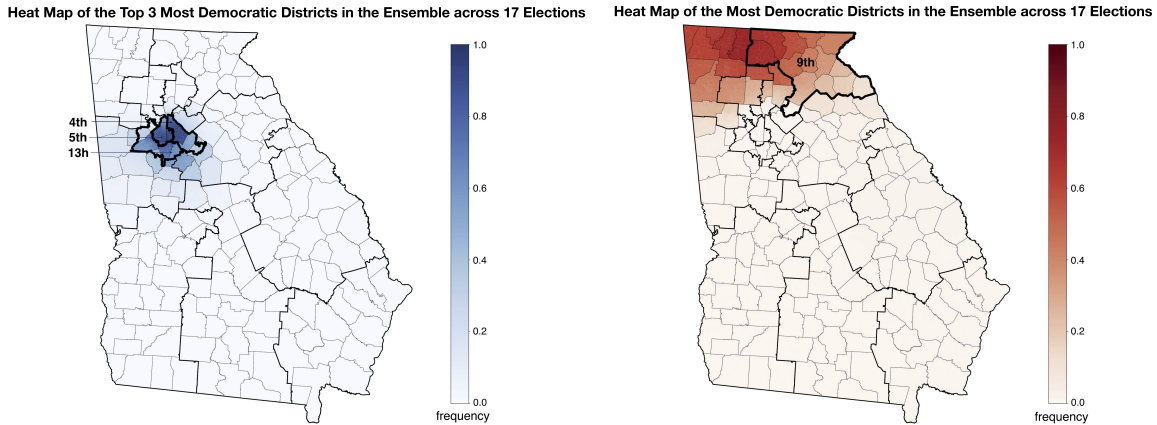 Heat Map of the Top 3 Most Democratic Districts in the Ensemble across 17 Elections
4th
5th
13h
1.0
0.8
0.6
0.4
0.2
0.0
frequency
Heat Map of the Most Democratic Districts in the Ensemble across 17 Elections
9th
1.0
0.8
0.6
0.4
0.2
0.0
frequency